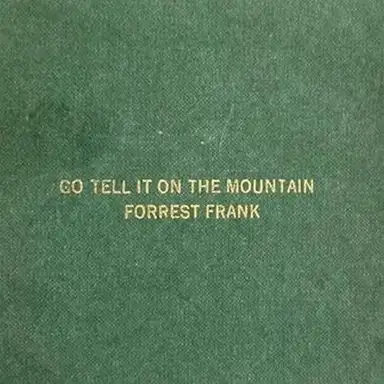 GO TELL IT ON THE MOUNTAIN
FORREST FRANK